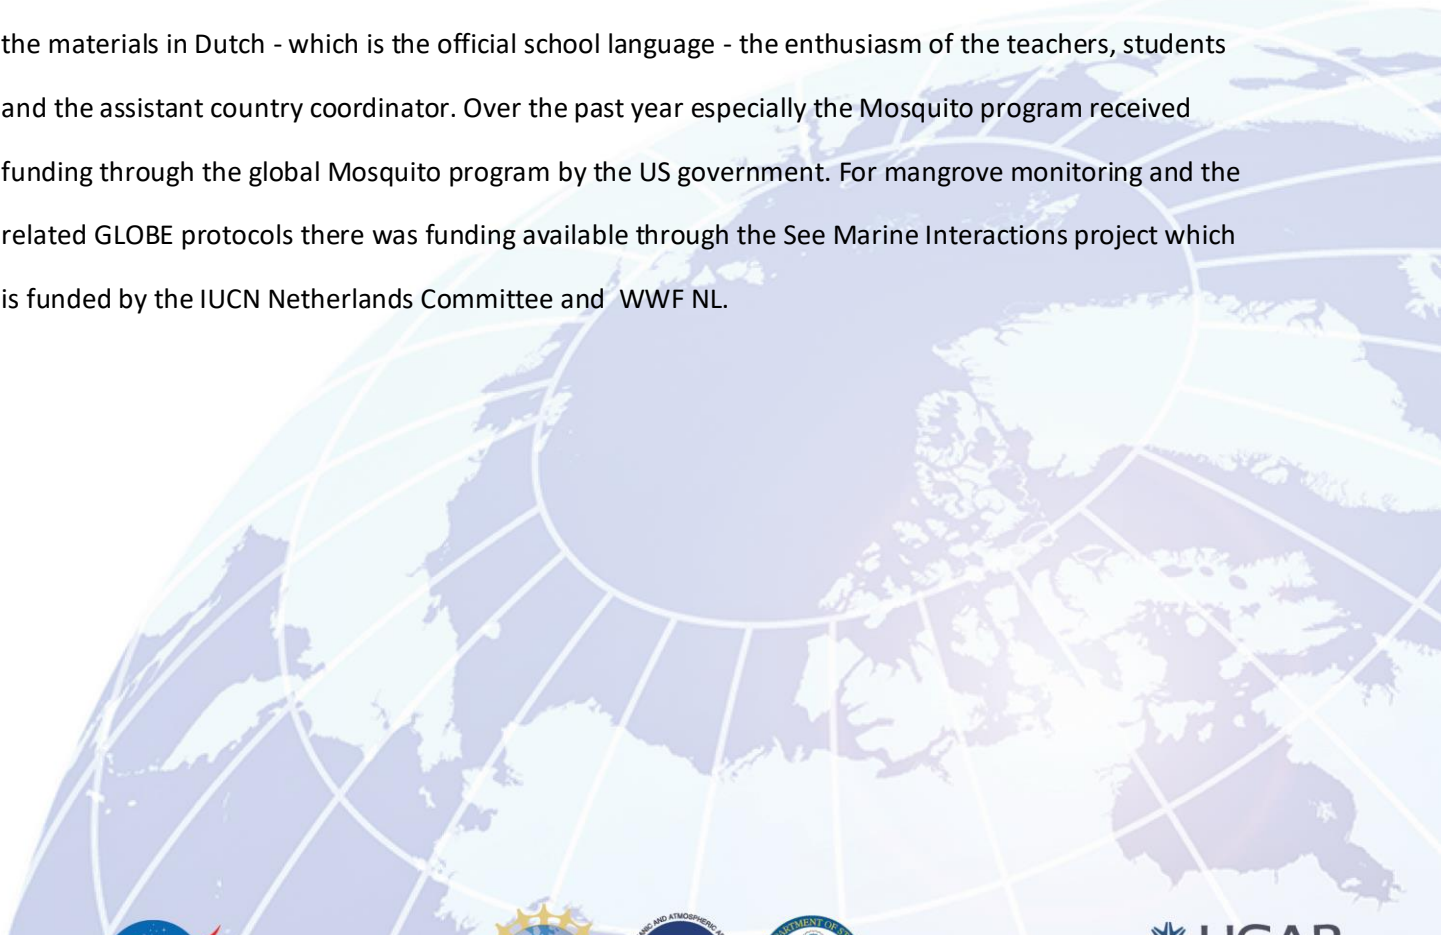 the materials in Dutch - which is the official school language - the enthusiasm of the teachers, students
and the assistant country coordinator. Over the past year especially the Mosquito program received
funding through the global Mosquito program by the US government. For mangrove monitoring and the
related GLOBE protocols there was funding available through the See Marine Interactions project which
is funded by the IUCN Netherlands Committee and  WWF NL.
AND ATMOSPHERIC
UCAR